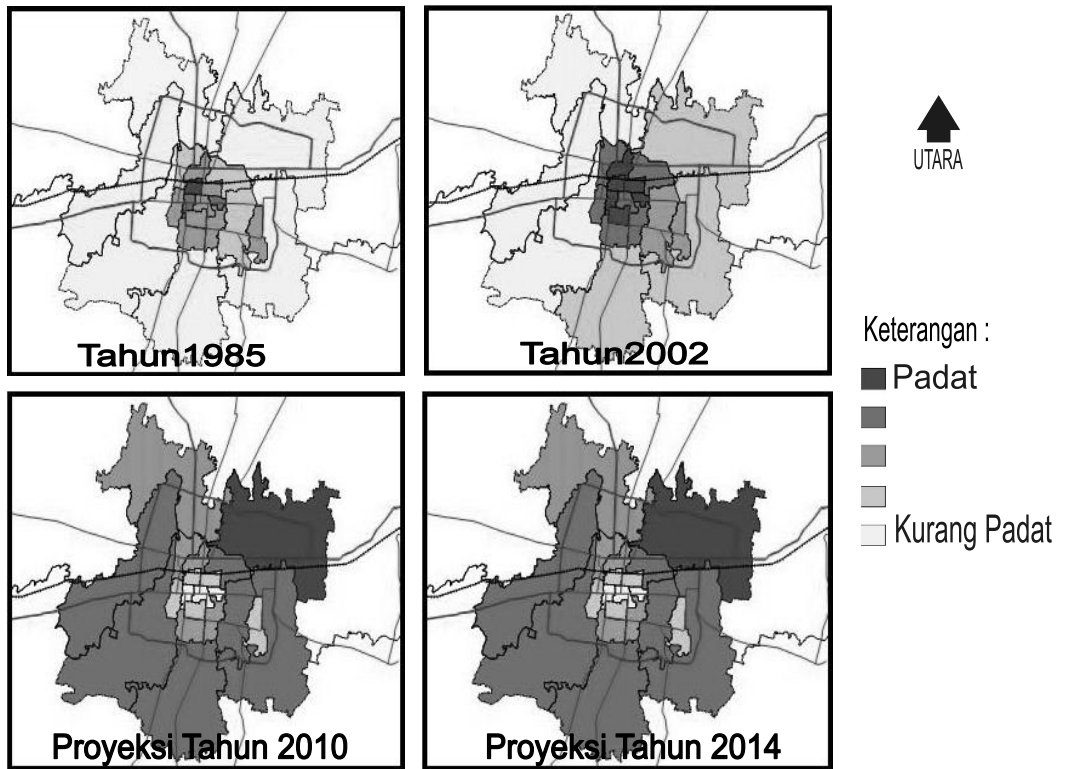 Tahun1985
Tahun2002
UTARA
Keterangan :
Padat
Kurang Padat
Proyeksi Tahun 2010
Proyeksi Tahun 2014